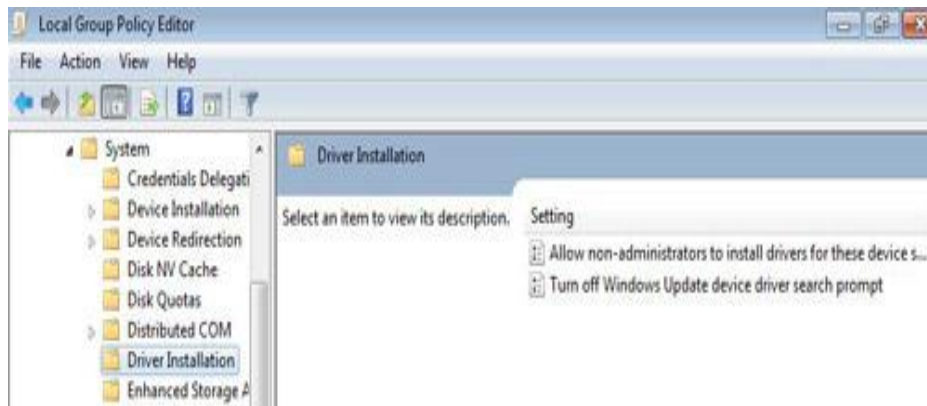 Local Group Policy Editor
File Action View Help
System
Credentials Delegati
Device Installation
Device Redirection
Disk NV Cache
Disk Quotas
Distributed COM
Driver Installation
Enhanced Storage A
Driver Installation
Select an item to view its description.
Setting
Allow non-administrators to install drivers for these device s...
Turn off Windows Update device driver search prompt